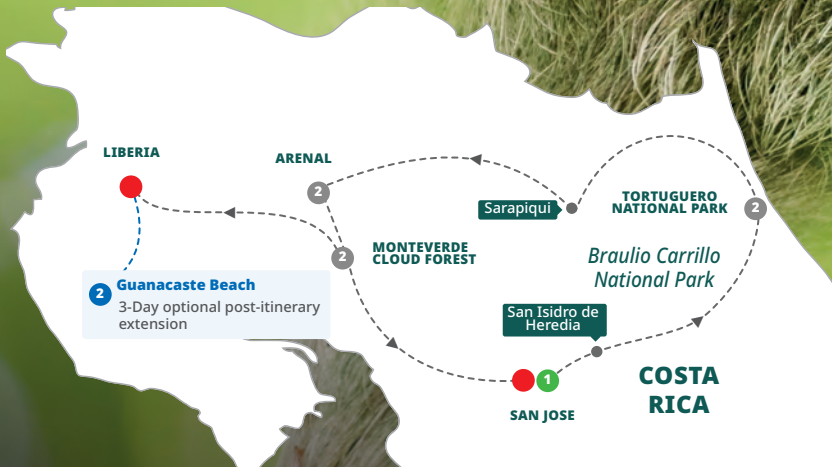 LIBERIA
ARENAL
2
Sarapiqui
TORTUGUERO
NATIONAL PARK
2
MONTEVERDE
CLOUD FOREST
2
Braulio Carrillo
National Park
2
Guanacaste Beach
3-Day optional post-itinerary
extension
San Isidro de
Heredia
1
SAN JOSE
COSTA
RICA